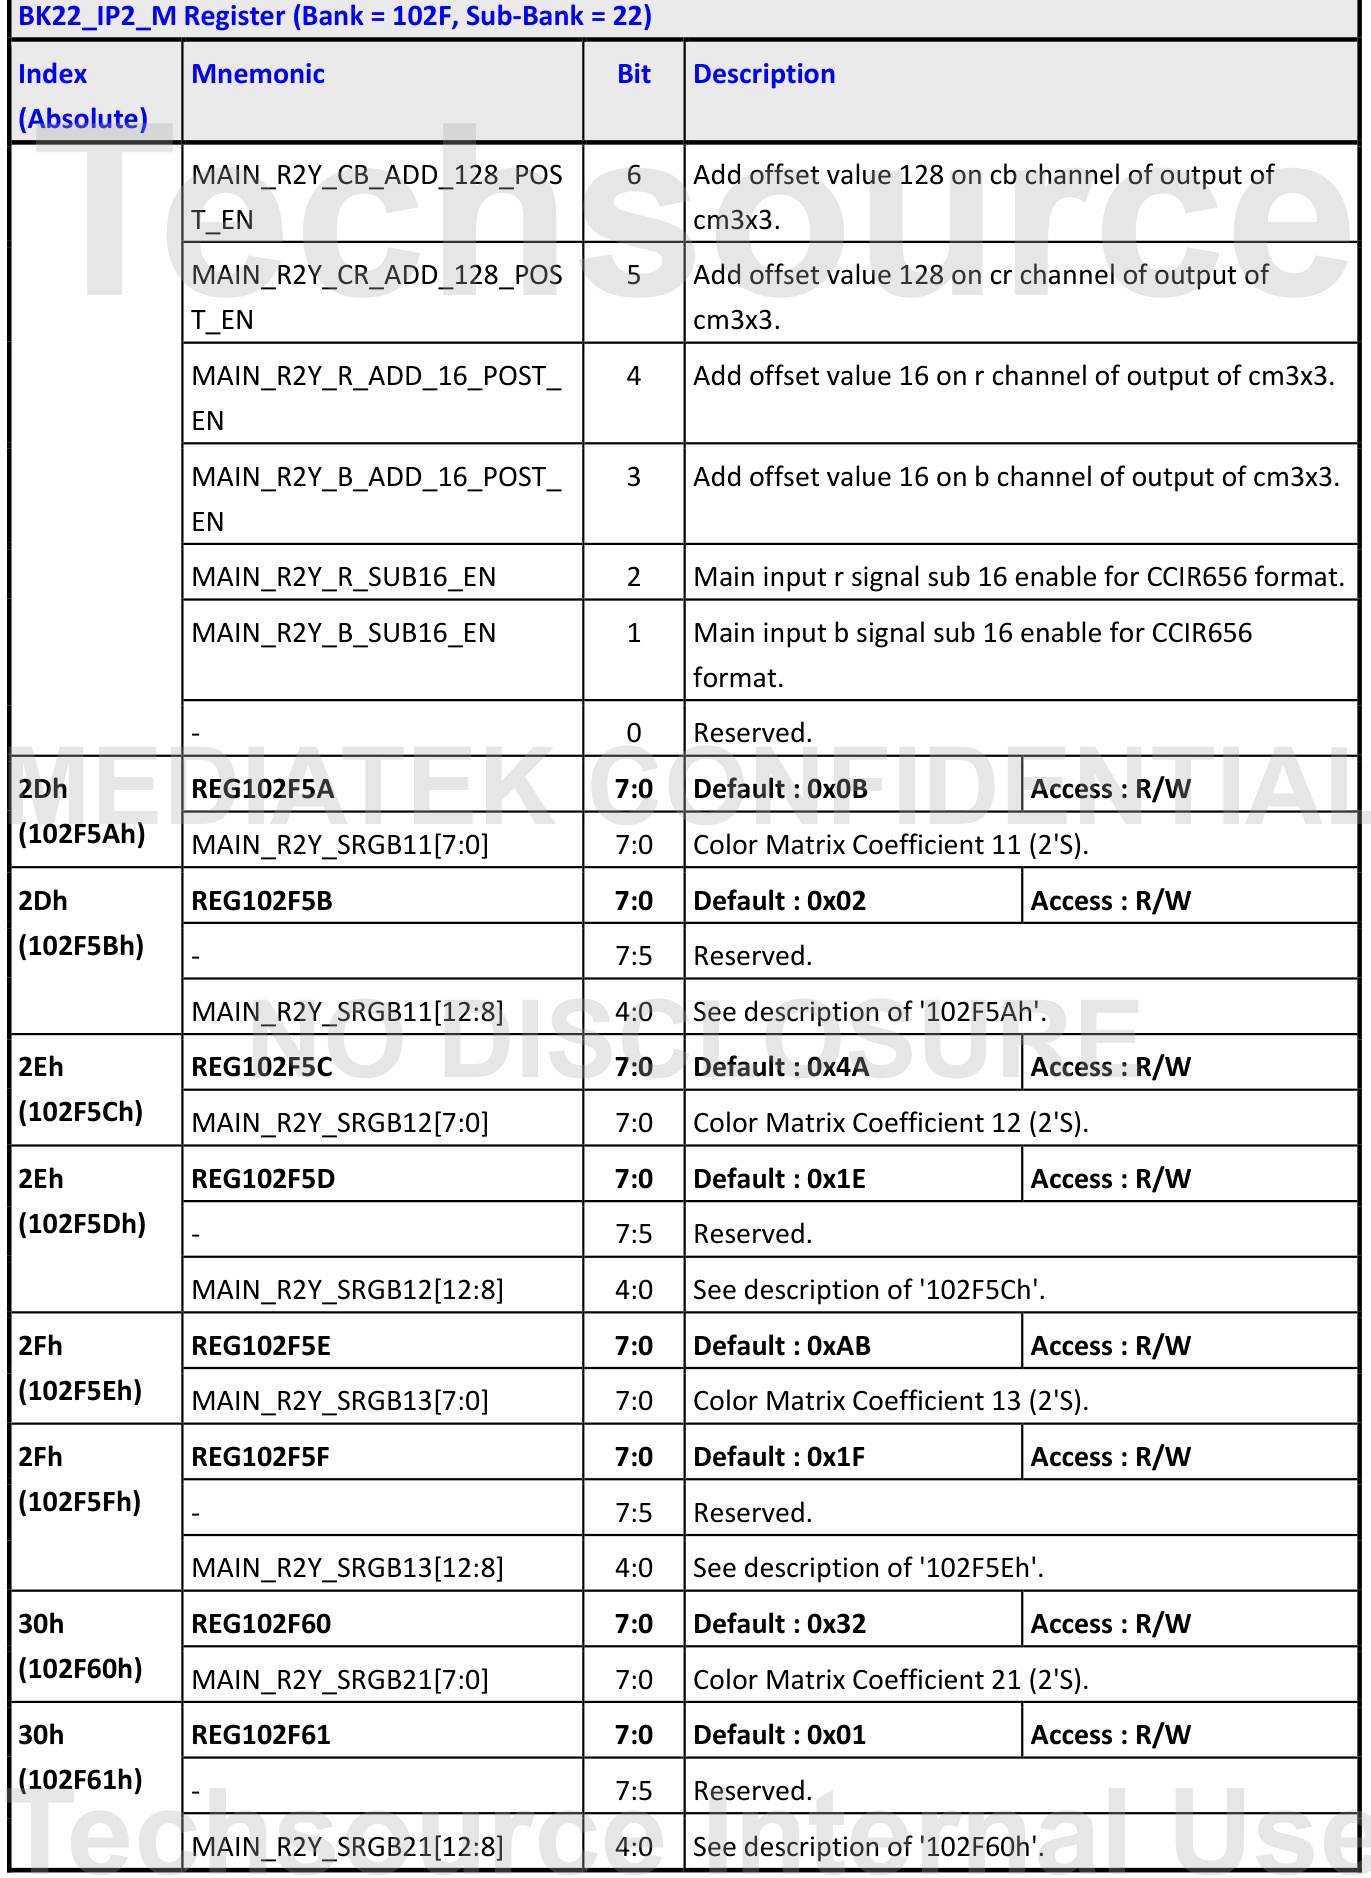 BK22_IP2_M Register (Bank = 102F, Sub-Bank = 22)
Index Mnemonic Bit Description
(Absolute)
MAIN_R2Y_CB_ADD_128_POS 6 Add offset value 128 on cb channel of output of
T_EN cm3x3.
MAIN_R2Y_CR_ADD_128_POS 5 Add offset value 128 on cr channel of output of
T_EN cm3x3.
Techsource
MAIN_R2Y_R_ADD_16_POST_ 4 Add offset value 16 on r channel of output of cm3x3.
EN
MAIN_R2Y_B_ADD_16_POST_ 3 Add offset value 16 on b channel of output of cm3x3.
EN
MAIN_R2Y_R_SUB16_EN 2 Main input r signal sub 16 enable for CCIR656 format.
MAIN_R2Y_B_SUB16_EN 1 Main input b signal sub 16 enable for CCIR656
format.
- 0 Reserved.
MEDIATEK CONFIDENTIAL
2Dh REG102F5A 7:0 Default : 0x0B Access : R/W
(102F5Ah) MAIN_R2Y_SRGB11[7:0] 7:0 Color Matrix Coefficient 11 (2'S).
2Dh REG102F5B 7:0 Default : 0x02 Access : R/W
(102F5Bh) - 7:5 Reserved.
MAIN_R2Y_SRGB11[12:8] 4:0 See description of '102F5Ah'.
NO DISCLOSURE
2Eh REG102F5C 7:0 Default : 0x4A Access : R/W
(102F5Ch) MAIN_R2Y_SRGB12[7:0] 7:0 Color Matrix Coefficient 12 (2'S).
2Eh REG102F5D 7:0 Default : 0x1E Access : R/W
(102F5Dh) - 7:5 Reserved.
MAIN_R2Y_SRGB12[12:8] 4:0 See description of '102F5Ch'.
2Fh REG102F5E 7:0 Default : 0xAB Access : R/W
(102F5Eh) MAIN_R2Y_SRGB13[7:0] 7:0 Color Matrix Coefficient 13 (2'S).
2Fh REG102F5F 7:0 Default : 0x1F Access : R/W
(102F5Fh) - 7:5 Reserved.
MAIN_R2Y_SRGB13[12:8] 4:0 See description of '102F5Eh'.
30h REG102F60 7:0 Default : 0x32 Access : R/W
(102F60h) MAIN_R2Y_SRGB21[7:0] 7:0 Color Matrix Coefficient 21 (2'S).
30h REG102F61 7:0 Default : 0x01 Access : R/W
(102F61h) - 7:5 Reserved.
MAIN_R2Y_SRGB21[12:8] 4:0 See description of '102F60h'.
Techsource Internal Use